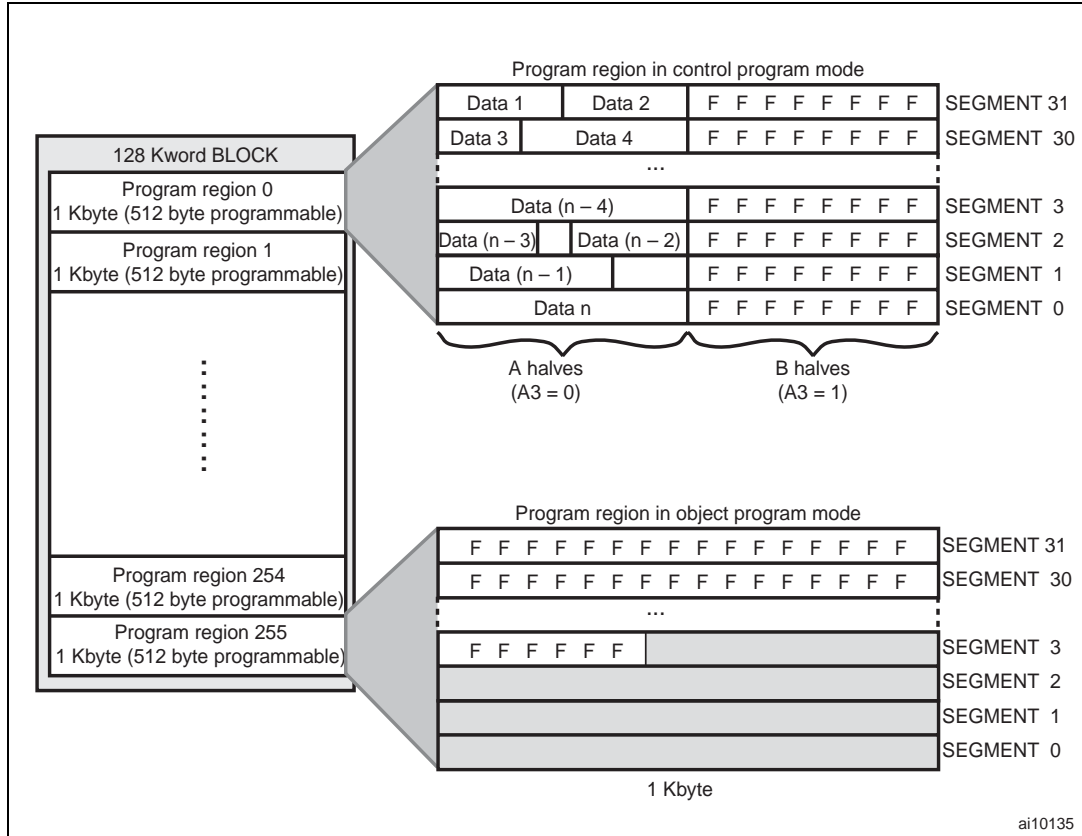 128 Kword BLOCK
Program region 0
1 Kbyte (512 byte programmable)
Program region 1
1 Kbyte (512 byte programmable)
Program region 254
1 Kbyte (512 byte programmable)
Program region 255
1 Kbyte (512 byte programmable)
Program region in control program mode
Data 1 Data 2 F F F F F F F F SEGMENT 31
Data 3 Data 4 F F F F F F F F SEGMENT 30
...
Data (n – 4) F F F F F F F F SEGMENT 3
Data (n – 3) Data (n – 2) F F F F F F F F SEGMENT 2
Data (n – 1) F F F F F F F F SEGMENT 1
Data n F F F F F F F F SEGMENT 0
A halves
(A3 = 0)
B halves
(A3 = 1)
Program region in object program mode
F F F F F F F F F F F F F F F F SEGMENT 31
F F F F F F F F F F F F F F F F SEGMENT 30
...
F F F F F F SEGMENT 3
SEGMENT 2
SEGMENT 1
SEGMENT 0
1 Kbyte
ai10135